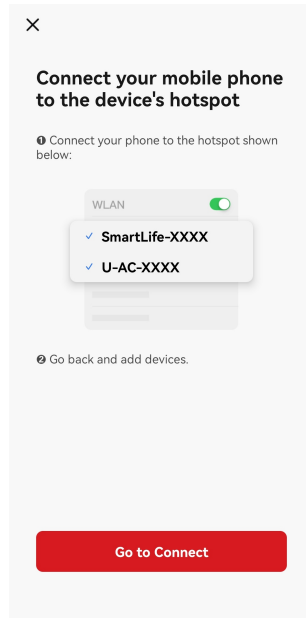 Connect your mobile phone
to the device's hotspot
❶ Connect your phone to the hotspot shown
below:
WLAN
SmartLife-XXXX
U-AC-XXXX
❷ Go back and add devices.
Go to Connect